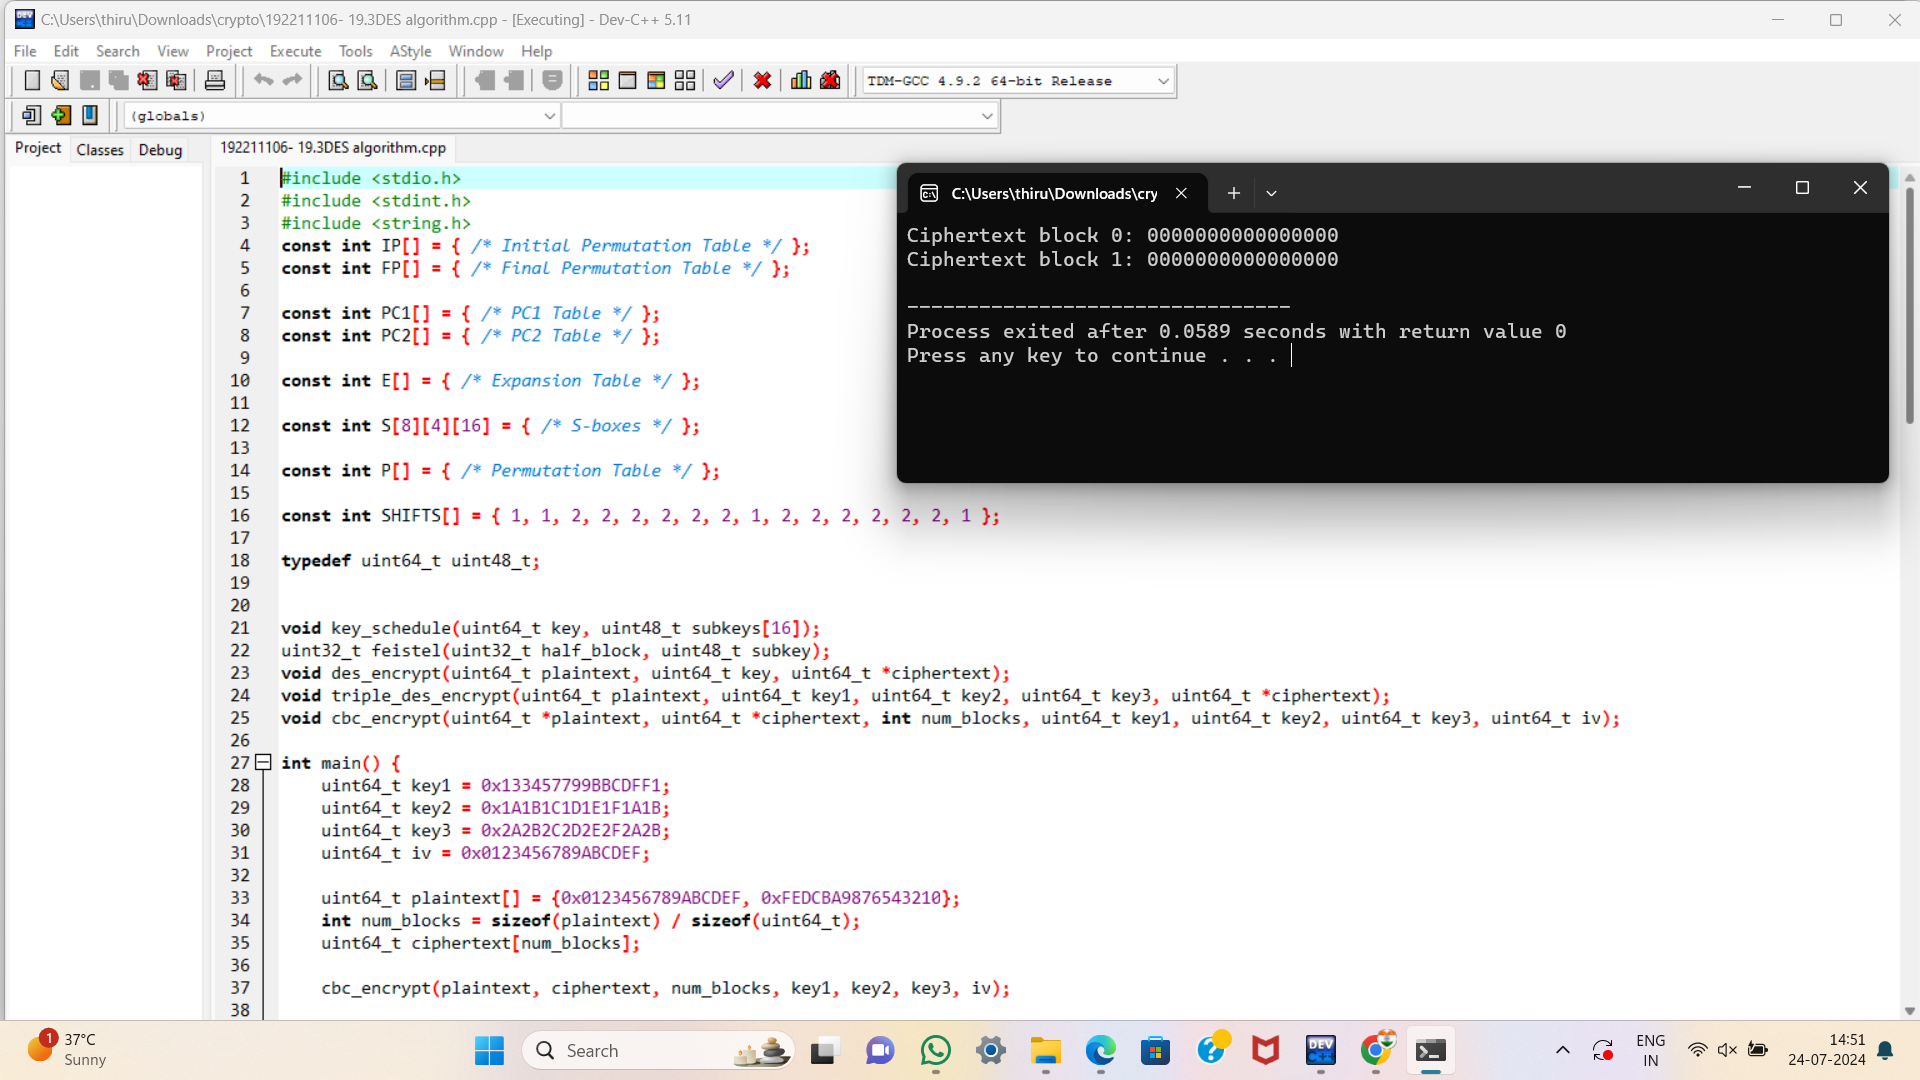 C:\Users\thiru\Downloads\crypto\192211106- 19.3DES algorithm.cpp - [Executing] - Dev-C++ 5.11
File Edit Search View Project Execute Tools AStyle Window Help
TDM-GCC 4.9.2 64-bit Release
(globals)
Project Classes Debug
192211106- 19.3DES algorithm.cpp
1 #include <stdio.h>
2 #include <stdint.h>
3 #include <string.h>
4 const int IP[] = { /* Initial Permutation Table */ };
5 const int FP[] = { /* Final Permutation Table */ };
6
7 const int PC1[] = { /* PC1 Table */ };
8 const int PC2[] = { /* PC2 Table */ };
9
10 const int E[] = { /* Expansion Table */ };
11
12 const int S[8][4][16] = { /* S-boxes */ };
13
14 const int P[] = { /* Permutation Table */ };
15
16 const int SHIFTS[] = { 1, 1, 2, 2, 2, 2, 2, 2, 1, 2, 2, 2, 2, 2, 2, 1 };
17
18 typedef uint64_t uint48_t;
19
20
21 void key_schedule(uint64_t key, uint48_t subkeys[16]);
22 uint32_t feistel(uint32_t half_block, uint48_t subkey);
23 void des_encrypt(uint64_t plaintext, uint64_t key, uint64_t *ciphertext);
24 void triple_des_encrypt(uint64_t plaintext, uint64_t key1, uint64_t key2, uint64_t key3, uint64_t *ciphertext);
25 void cbc_encrypt(uint64_t *plaintext, uint64_t *ciphertext, int num_blocks, uint64_t key1, uint64_t key2, uint64_t key3, uint64_t iv);
26
27 int main() {
28 uint64_t key1 = 0x133457799BBCDFF1;
29 uint64_t key2 = 0x1A1B1C1D1E1F1A1B;
30 uint64_t key3 = 0x2A2B2C2D2E2F2A2B;
31 uint64_t iv = 0x0123456789ABCDEF;
32
33 uint64_t plaintext[] = {0x0123456789ABCDEF, 0xFEDCBA9876543210};
34 int num_blocks = sizeof(plaintext) / sizeof(uint64_t);
35 uint64_t ciphertext[num_blocks];
36
37 cbc_encrypt(plaintext, ciphertext, num_blocks, key1, key2, key3, iv);
38
C:\Users\thiru\Downloads\cry
Ciphertext block 0: 0000000000000000
Ciphertext block 1: 0000000000000000
--------------------------------
Process exited after 0.0589 seconds with return value 0
Press any key to continue . . .
1
37°C
Sunny
Search
DEV
ENG
IN
14:51
24-07-2024